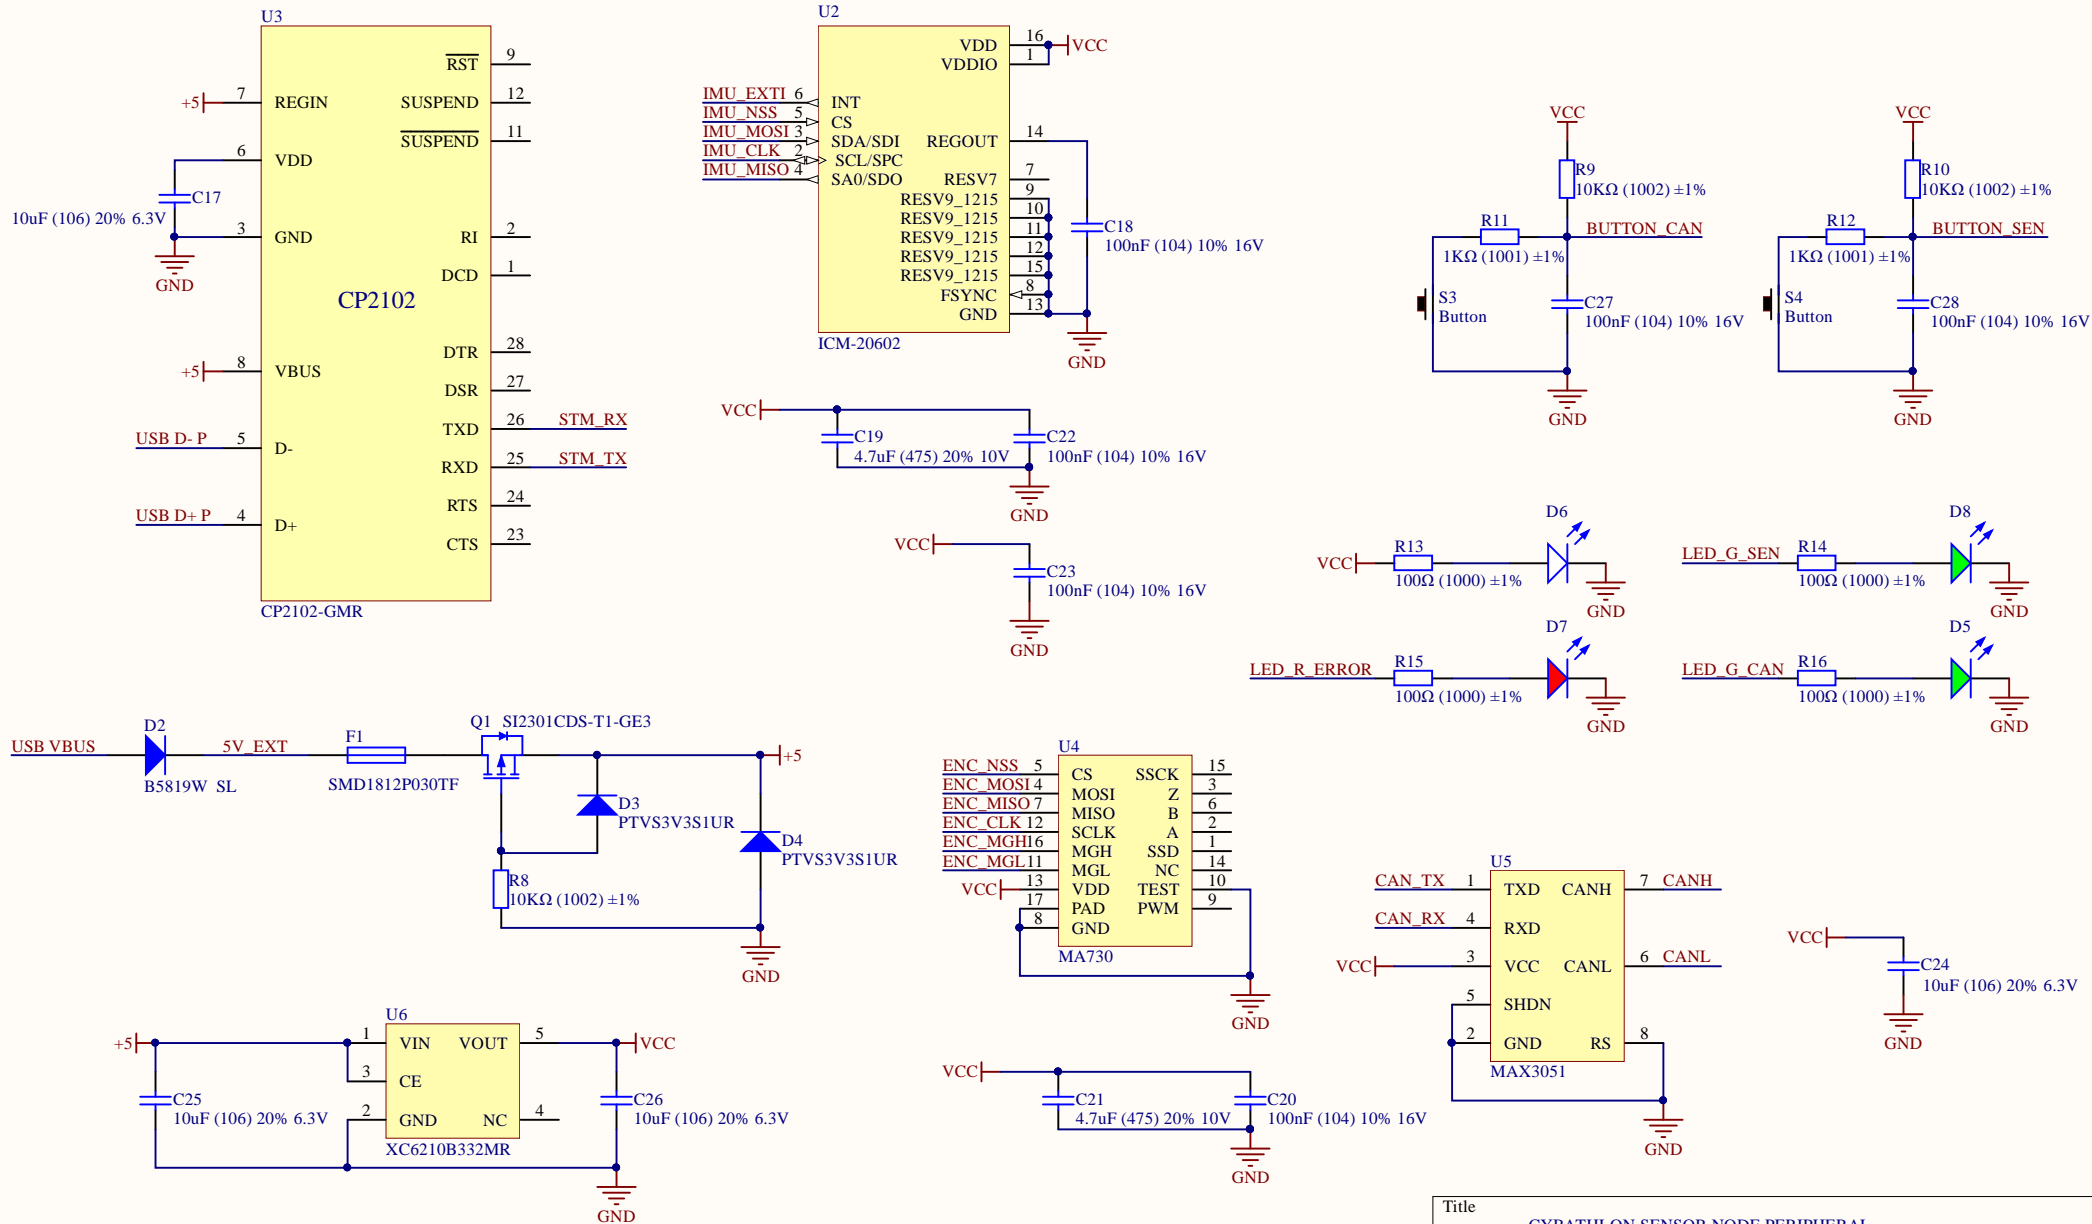 U3
RST 9
+5 7 REGIN
SUSPEND 12
SUSPEND 11
6 VDD
C17
10uF (106) 20% 6.3V
3 GND
GND
RI 2
DCD 1
CP2102
DTR 28
+5 8 VBUS
DSR 27
TXD 26 STM_RX
USB D- P 5 D-
RXD 25 STM_TX
RTS 24
USB D+ P 4 D+
CTS 23
CP2102-GMR
U2
VDD 16 VCC
VDDIO 1
IMU_EXTI 6 INT
IMU_NSS 5 CS
IMU_MOSI 3 SDA/SDI
IMU_CLK 2 SCL/SPC
IMU_MISO 4 SA0/SDO
REGOUT 14
RESV7 7
RESV9_1215 9
RESV9_1215 10
RESV9_1215 11
RESV9_1215 12
RESV9_1215 15
FSYNC 8
GND 13
C18
100nF (104) 10% 16V
ICM-20602
GND
VCC
C19
4.7uF (475) 20% 10V
C22
100nF (104) 10% 16V
GND
VCC
C23
100nF (104) 10% 16V
GND
VCC
R9
10KΩ (1002) ±1%
R11
1KΩ (1001) ±1%
BUTTON_CAN
S3
Button
C27
100nF (104) 10% 16V
GND
VCC
R10
10KΩ (1002) ±1%
R12
1KΩ (1001) ±1%
BUTTON_SEN
S4
Button
C28
100nF (104) 10% 16V
GND
D6
VCC R13
100Ω (1000) ±1%
GND
D8
LED_G_SEN R14
100Ω (1000) ±1%
GND
D7
LED_R_ERROR R15
100Ω (1000) ±1%
GND
D5
LED_G_CAN R16
100Ω (1000) ±1%
GND
USB VBUS
D2
B5819W SL
5V_EXT
F1
SMD1812P030TF
Q1 SI2301CDS-T1-GE3
+5
D3
PTVS3V3S1UR
D4
PTVS3V3S1UR
R8
10KΩ (1002) ±1%
GND
U4
ENC_NSS 5 CS SSCK 15
ENC_MOSI 4 MOSI Z 3
ENC_MISO 7 MISO B 6
ENC_CLK 12 SCLK A 2
ENC_MGH 16 MGH SSD 1
ENC_MGL 11 MGL NC 14
VCC 13 VDD TEST 10
17 PAD PWM 9
8 GND
MA730
GND
U5
CAN_TX 1 TXD CANH 7 CANH
CAN_RX 4 RXD
VCC 3 VCC CANL 6 CANL
5 SHDN
2 GND RS 8
MAX3051
GND
VCC
C24
10uF (106) 20% 6.3V
GND
U6
+5 1 VIN VOUT 5 VCC
3 CE
2 GND NC 4
XC6210B332MR
C25
10uF (106) 20% 6.3V
C26
10uF (106) 20% 6.3V
GND
VCC
C21
4.7uF (475) 20% 10V
C20
100nF (104) 10% 16V
GND
Title
CYBATHLON SENSOR NODE PERIPHERAL